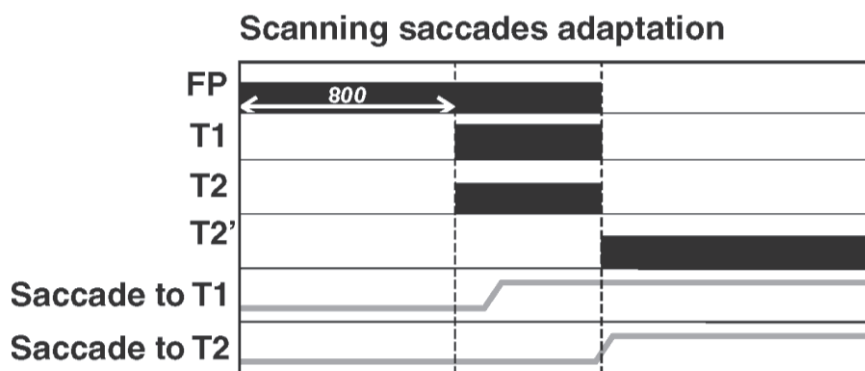 Scanning saccades adaptation
FP
800
T1
T2
T2’
Saccade to T1
Saccade to T2